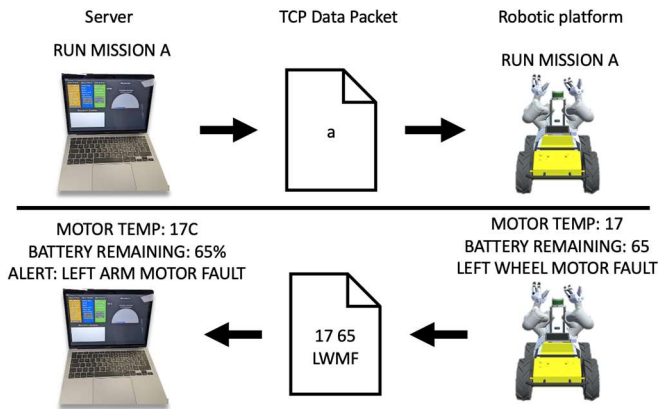 Server
TCP Data Packet
Robotic platform
RUN MISSION A
a
RUN MISSION A
MOTOR TEMP: 17C
BATTERY REMAINING: 65%
ALERT: LEFT ARM MOTOR FAULT
17 65
LWMF
MOTOR TEMP: 17
BATTERY REMAINING: 65
LEFT WHEEL MOTOR FAULT